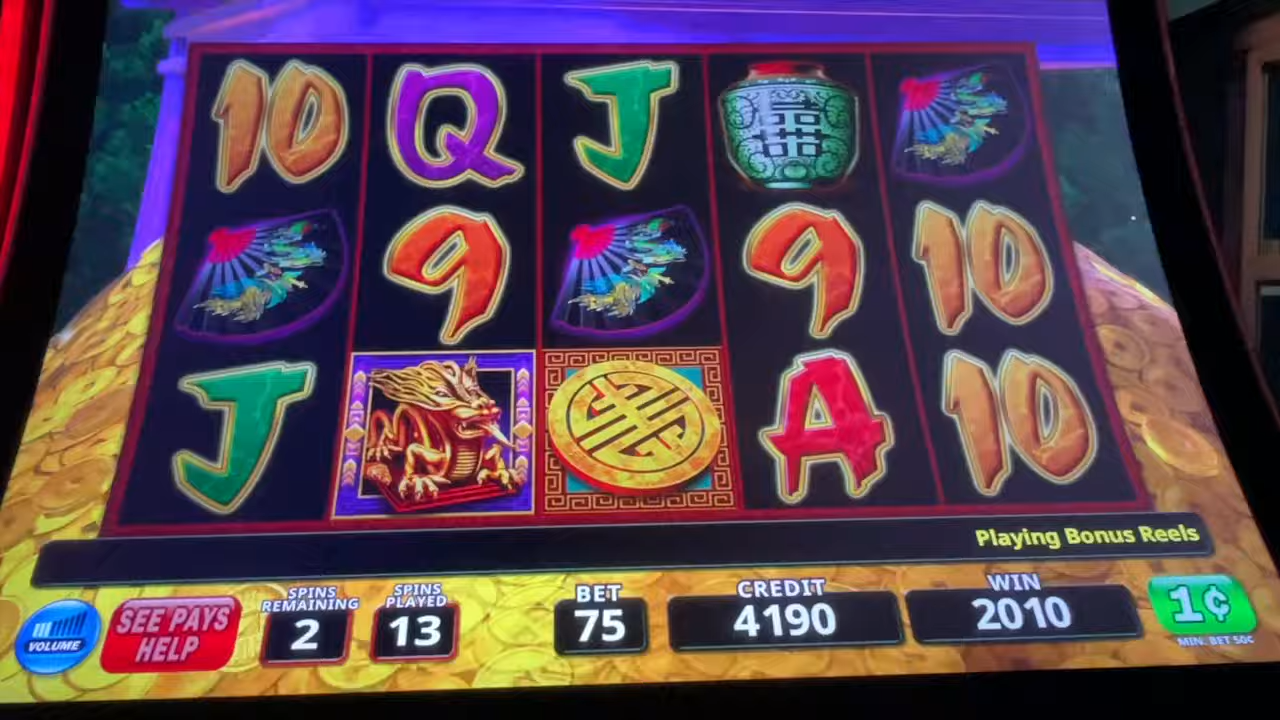 10 Q J
9 9 10
J A 10
Playing Bonus Reels
VOLUME
SEE PAYS
HELP
SPINS
REMAINING
2
SPINS
PLAYED
13
BET
75
CREDIT
4190
WIN
2010
1¢
MIN. BET 50¢